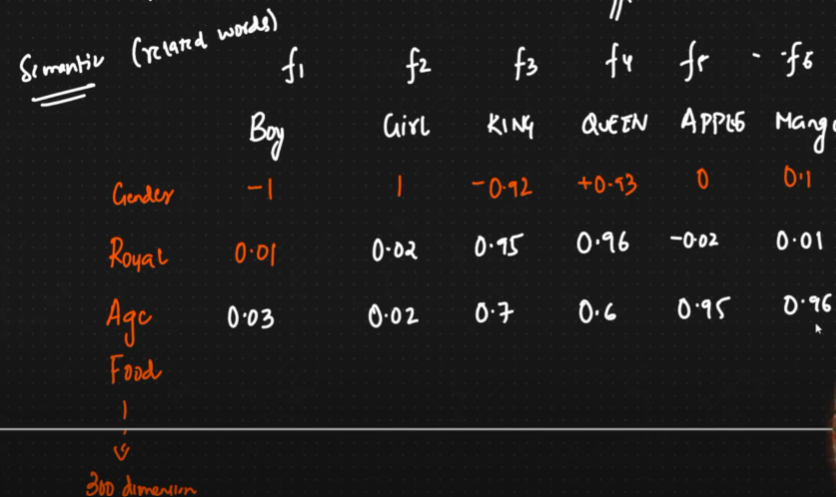 Semantic (related words)
f1 f2 f3 f4 f5 - - f6
Boy Girl KING QUEEN APPLE Mango
Gender -1 1 -0.92 +0.93 0 0.1
Royal 0.01 0.02 0.95 0.96 -0.02 0.01
Age 0.03 0.02 0.7 0.6 0.95 0.96
Food
300 dimension